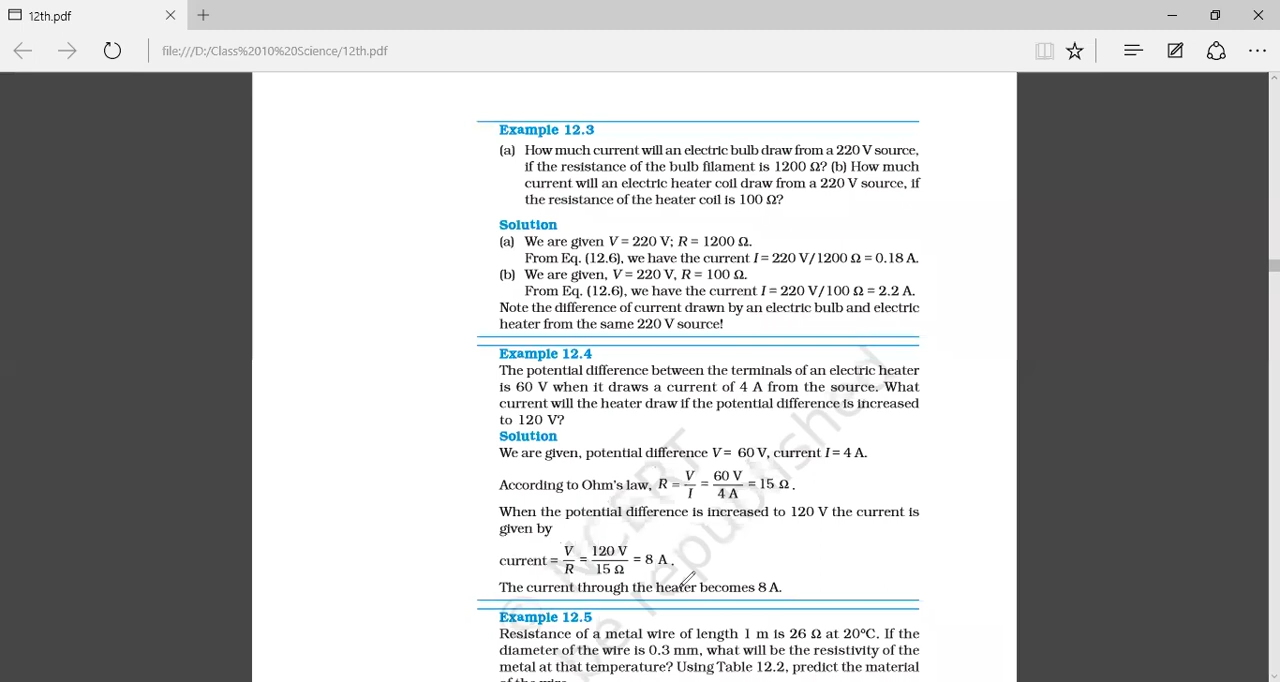 12th.pdf
file:///D:/Class%2010%20Science/12th.pdf
Example 12.3
(a) How much current will an electric bulb draw from a 220 V source,
if the resistance of the bulb filament is 1200 Ω? (b) How much
current will an electric heater coil draw from a 220 V source, if
the resistance of the heater coil is 100 Ω?
Solution
(a) We are given V = 220 V; R = 1200 Ω.
From Eq. (12.6), we have the current I = 220 V/1200 Ω = 0.18 A.
(b) We are given, V = 220 V, R = 100 Ω.
From Eq. (12.6), we have the current I = 220 V/100 Ω = 2.2 A.
Note the difference of current drawn by an electric bulb and electric
heater from the same 220 V source!
Example 12.4
The potential difference between the terminals of an electric heater
is 60 V when it draws a current of 4 A from the source. What
current will the heater draw if the potential difference is increased
to 120 V?
Solution
We are given, potential difference V = 60 V, current I = 4 A.
According to Ohm's law, R = V/I = 60 V/4 A = 15 Ω .
When the potential difference is increased to 120 V the current is
given by
current = V/R = 120 V/15 Ω = 8 A .
The current through the heater becomes 8 A.
Example 12.5
Resistance of a metal wire of length 1 m is 26 Ω at 20°C. If the
diameter of the wire is 0.3 mm, what will be the resistivity of the
metal at that temperature? Using Table 12.2, predict the material
© NCERT
be republished